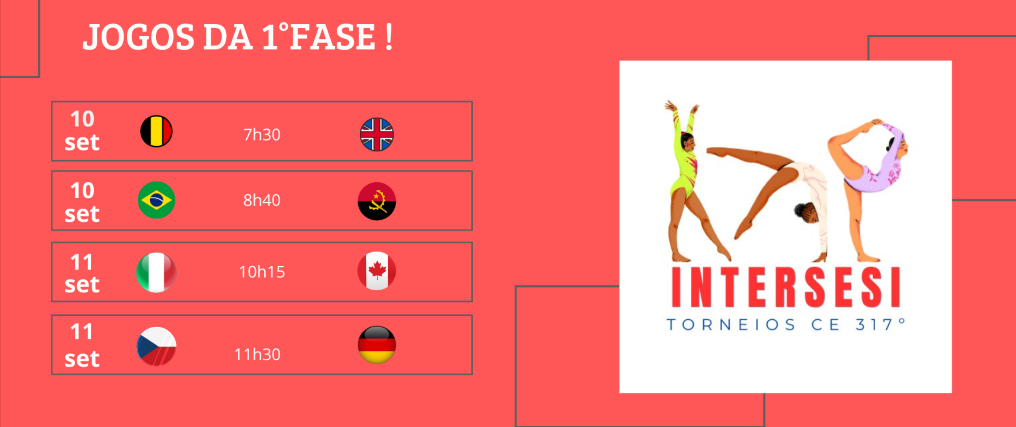 JOGOS DA 1°FASE !
10
set
7h30
10
set
8h40
11
set
10h15
11
set
11h30
INTERSESI
TORNEIOS CE 317°